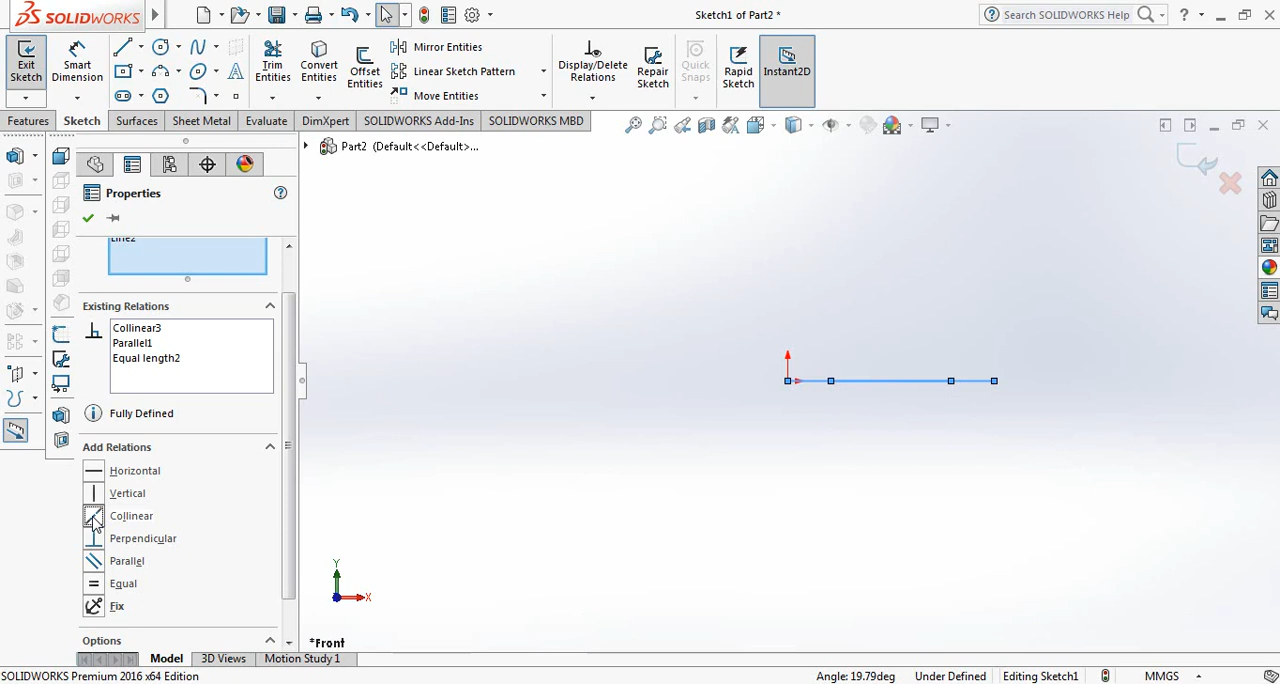 SOLIDWORKS
Sketch1 of Part2 *
Search SOLIDWORKS Help
?
Exit Sketch
Smart Dimension
Trim Entities
Convert Entities
Offset Entities
Mirror Entities
Linear Sketch Pattern
Move Entities
Display/Delete Relations
Repair Sketch
Quick Snaps
Rapid Sketch
Instant2D
Features Sketch Surfaces Sheet Metal Evaluate DimXpert SOLIDWORKS Add-Ins SOLIDWORKS MBD
Part2 (Default<<Default>...
Properties
?
Line2
Existing Relations
Collinear3
Parallel1
Equal length2
Fully Defined
Add Relations
Horizontal
Vertical
Collinear
Perpendicular
Parallel
Equal
Fix
Options
Y
X
*Front
Model 3D Views Motion Study 1
SOLIDWORKS Premium 2016 x64 Edition
Angle: 19.79deg Under Defined Editing Sketch1 MMGS